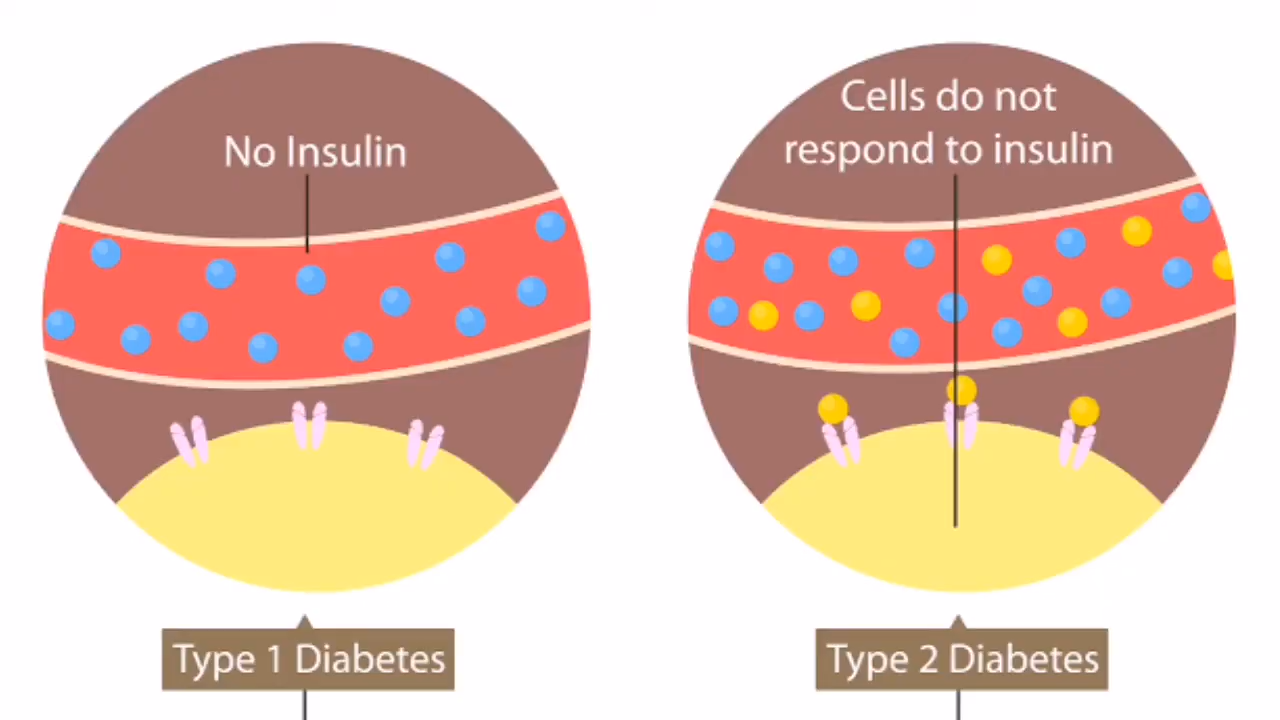 No Insulin
Cells do not
respond to insulin
Type 1 Diabetes
Type 2 Diabetes